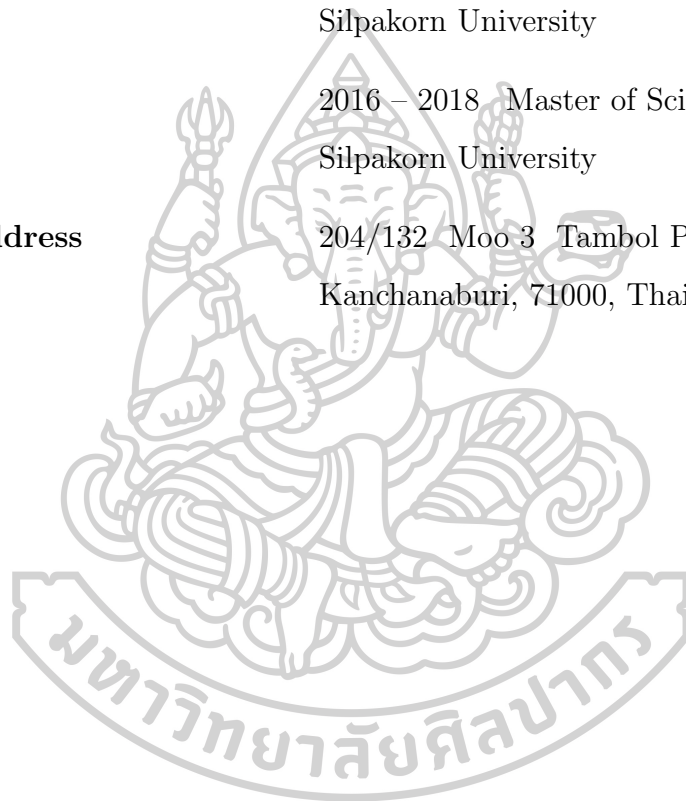 Silpakorn University
2016 – 2018 Master of Sci
Silpakorn University
ddress 204/132 Moo 3 Tambol P
Kanchanaburi, 71000, Thai
มหาวิทยาลัยศิลปากร